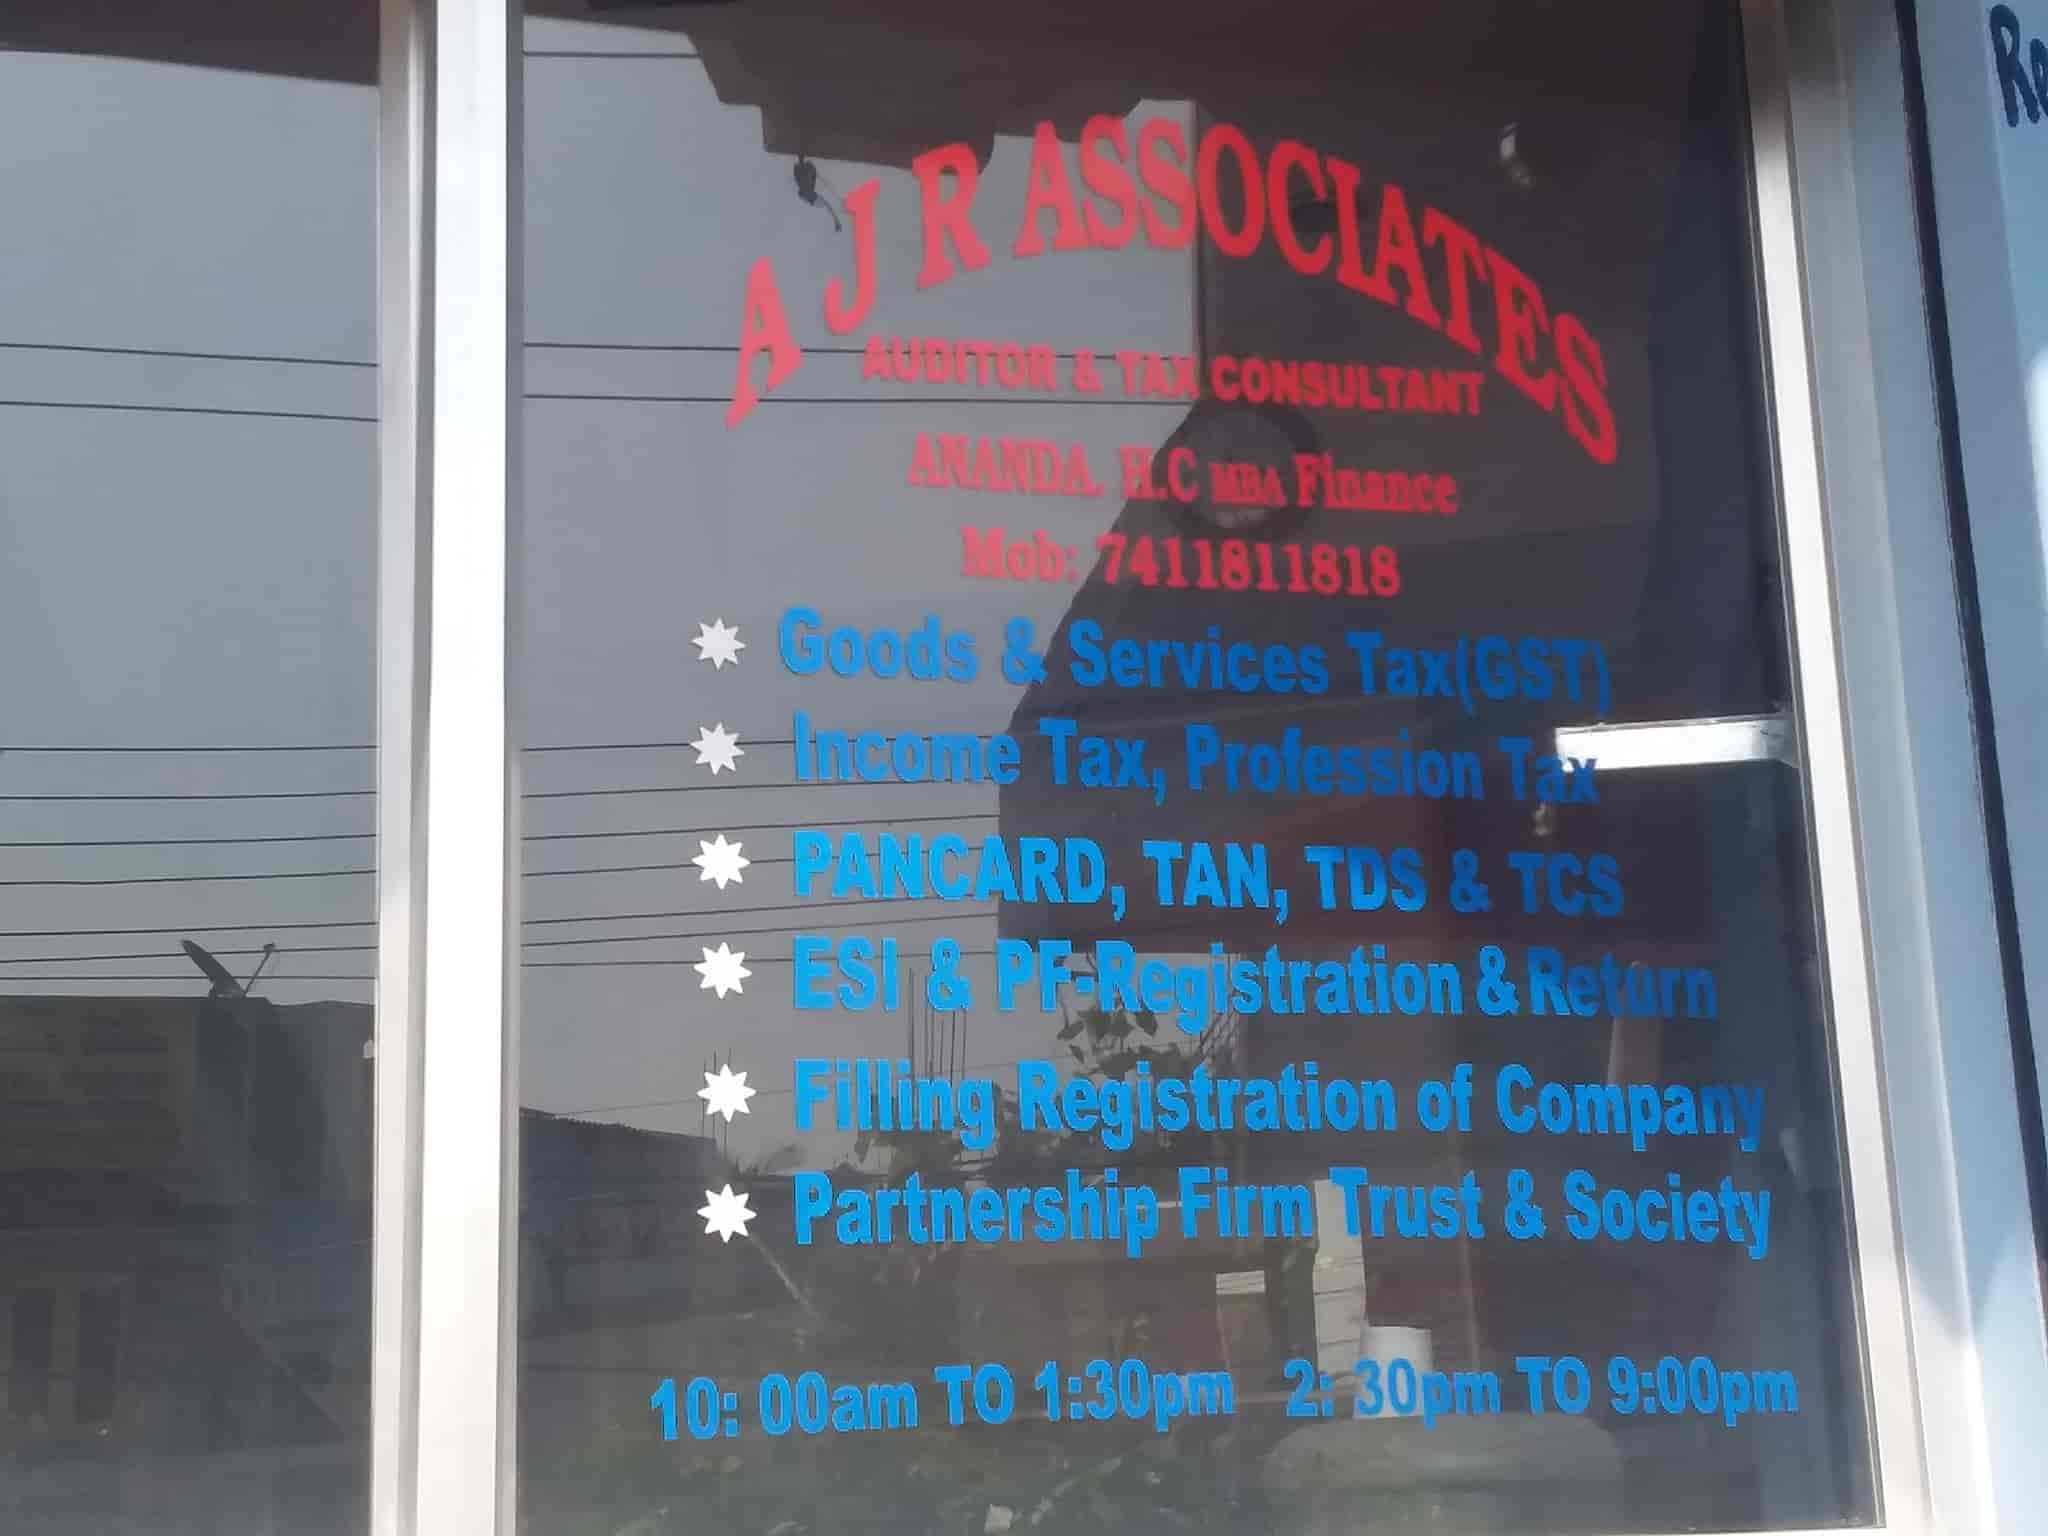 A J R ASSOCIATES
AUDITOR & TAX CONSULTANT
ANANDA. H.C MBA Finance
Mob: 7411811818
Goods & Services Tax(GST)
Income Tax, Profession Tax
PANCARD, TAN, TDS & TCS
ESI & PF-Registration & Return
Filling Registration of Company
Partnership Firm Trust & Society
10: 00am TO 1:30pm 2: 30pm TO 9:00pm